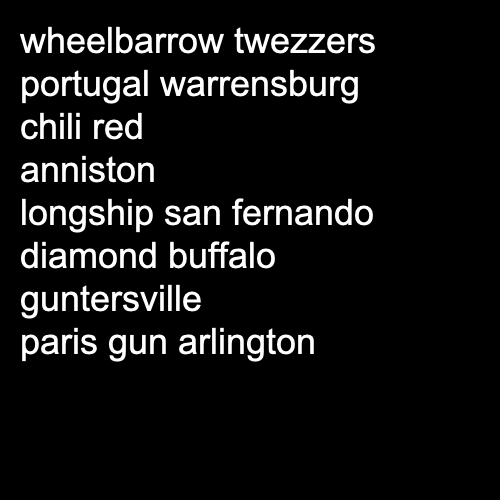 wheelbarrow twezzers
portugal warrensburg
chili red
anniston
longship san fernando
diamond buffalo
guntersville
paris gun arlington